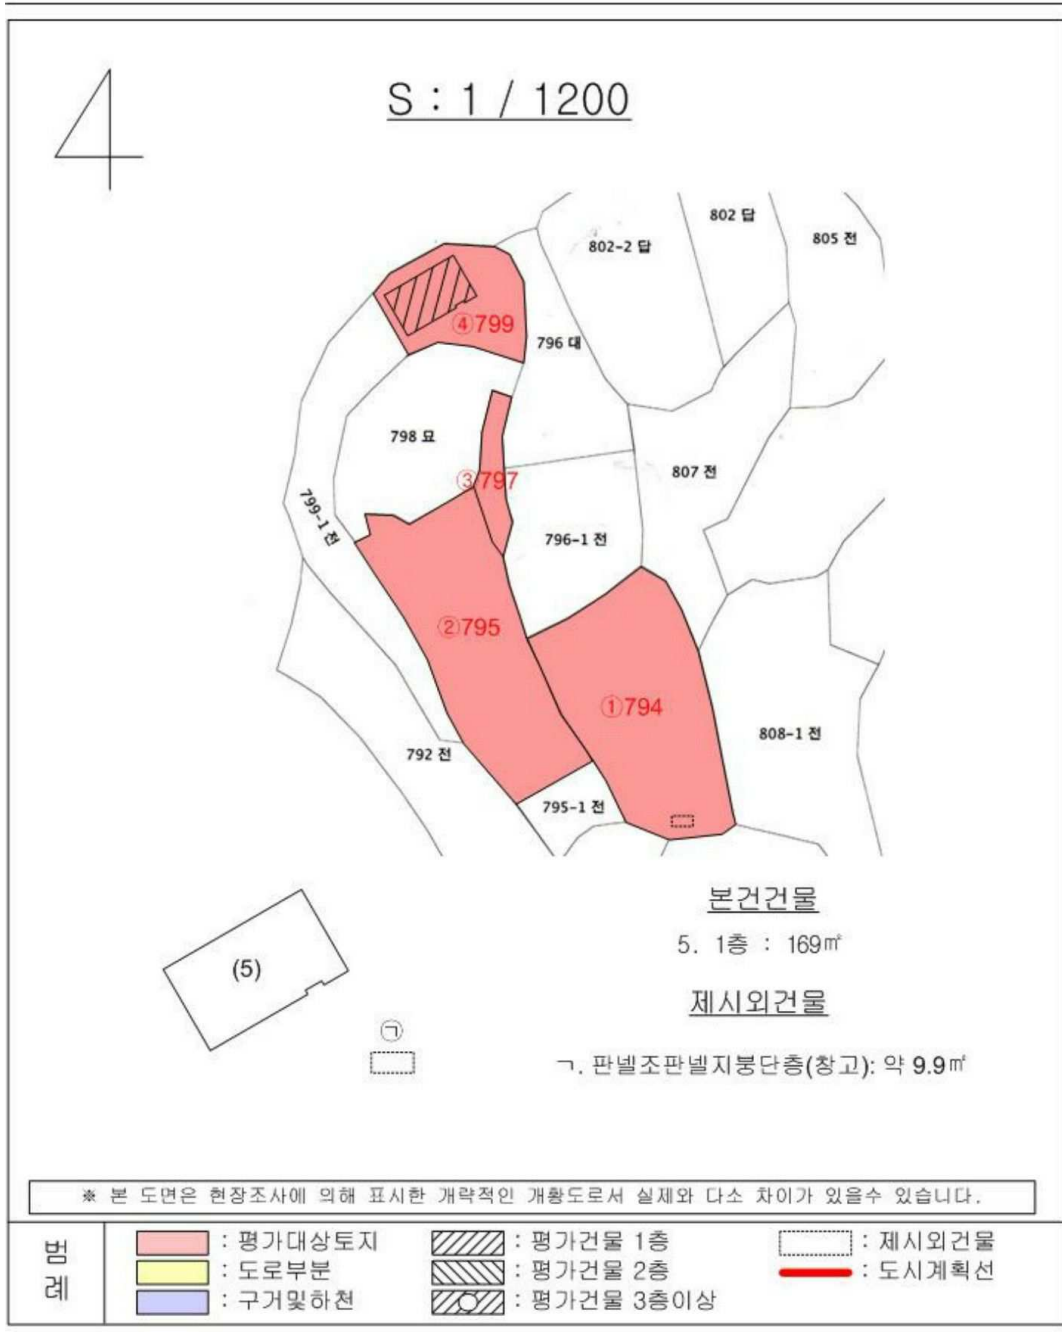 S : 1 / 1200
802 답
805 전
802-2 답
④799
796 대
798 묘
807 전
③797
799-1 전
796-1 전
②795
①794
808-1 전
792 전
795-1 전
본건건물
(5)
5. 1층 : 169㎡
제시외건물
㉠
ㄱ. 판넬조판넬지붕단층(창고): 약 9.9㎡
※ 본 도면은 현장조사에 의해 표시한 개략적인 개황도로서 실제와 다소 차이가 있을수 있습니다.
범례
: 평가대상토지
: 평가건물 1층
: 제시외건물
: 도로부분
: 평가건물 2층
: 도시계획선
: 구거및하천
: 평가건물 3층이상